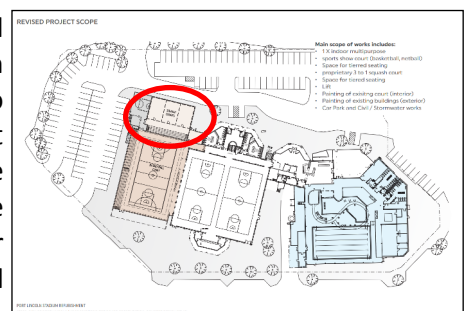 REVISED PROJECT SCOPE
Main scope of works includes:
- 1 X indoor multipurpose
- sports show court (basketball, netball)
- Space for tierred seating
- proprietary 3 to 1 squash court
- Space for tiered seating
- Lift
- Painting of existing court (interior)
- Painting of existing buildings (exterior)
- Car Park and Civil / Stormwater works
PORT LINCOLN STADIUM REFURBISHMENT